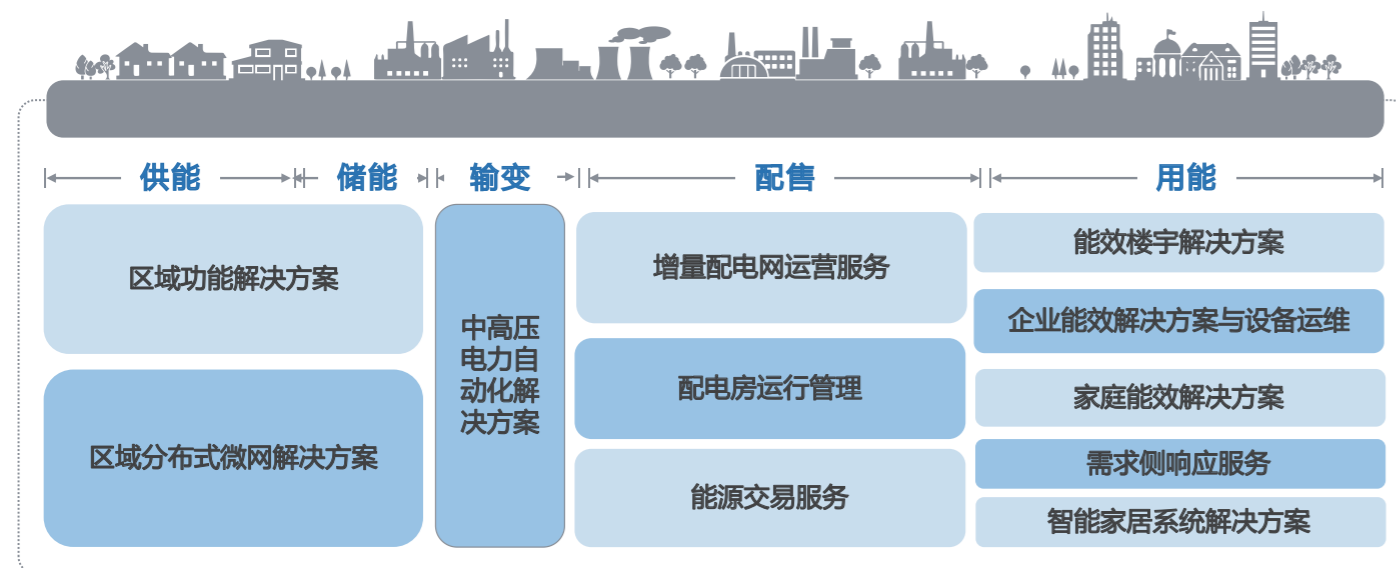 供能
储能
输变
配售
用能
区域功能解决方案
区域分布式微网解决方案
中高压
电力自
动化解
决方案
增量配电网运营服务
配电房运行管理
能源交易服务
能效楼宇解决方案
企业能效解决方案与设备运维
家庭能效解决方案
需求侧响应服务
智能家居系统解决方案